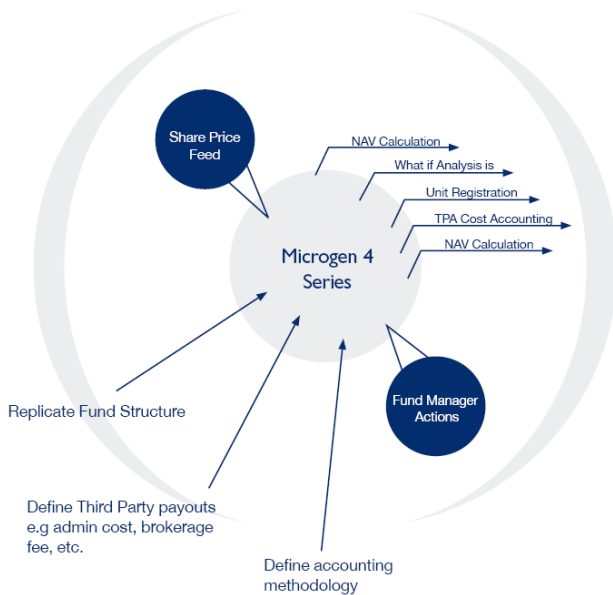 Share Price
Feed
NAV Calculation
What if Analysis is
Unit Registration
TPA Cost Accounting
NAV Calculation
Microgen 4
Series
Replicate Fund Structure
Fund Manager
Actions
Define Third Party payouts
e.g admin cost, brokerage
fee, etc.
Define accounting
methodology